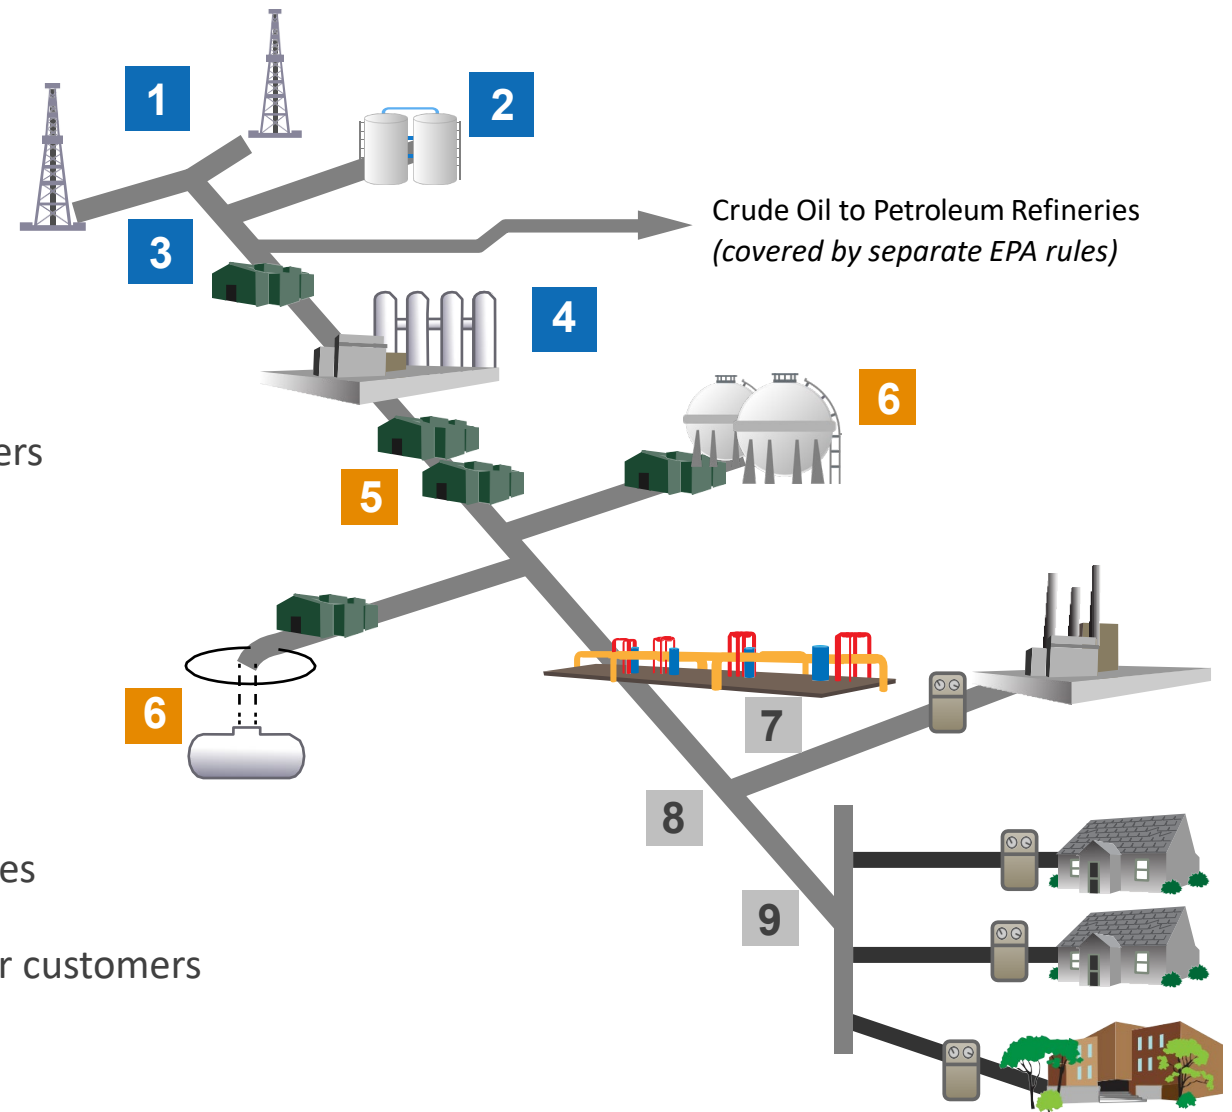 1
2
Crude Oil to Petroleum Refineries
(covered by separate EPA rules)
3
4
6
ers
5
6
7
8
es
9
r customers